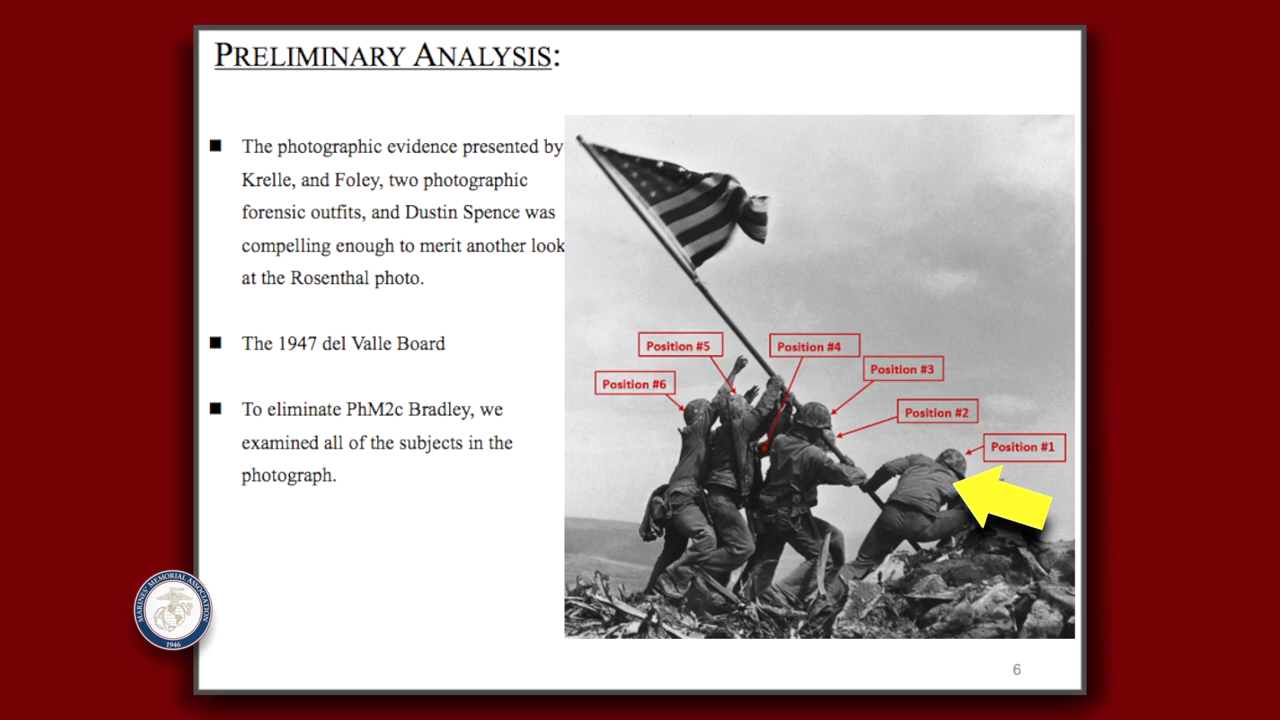 PRELIMINARY ANALYSIS:
■ The photographic evidence presented by
Krelle, and Foley, two photographic
forensic outfits, and Dustin Spence was
compelling enough to merit another look
at the Rosenthal photo.
■ The 1947 del Valle Board
■ To eliminate PhM2c Bradley, we
examined all of the subjects in the
photograph.
Position #5
Position #4
Position #3
Position #6
Position #2
Position #1
MARINES' MEMORIAL ASSOCIATION
1946
6